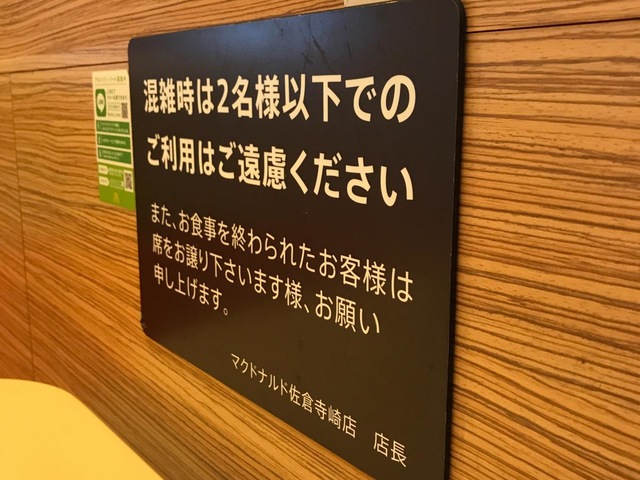 混雑時は2名様以下での
ご利用はご遠慮ください
また、お食事を終わられたお客様は
席をお譲り下さいます様、お願い
申し上げます。
マクドナルド佐倉寺崎店 店長